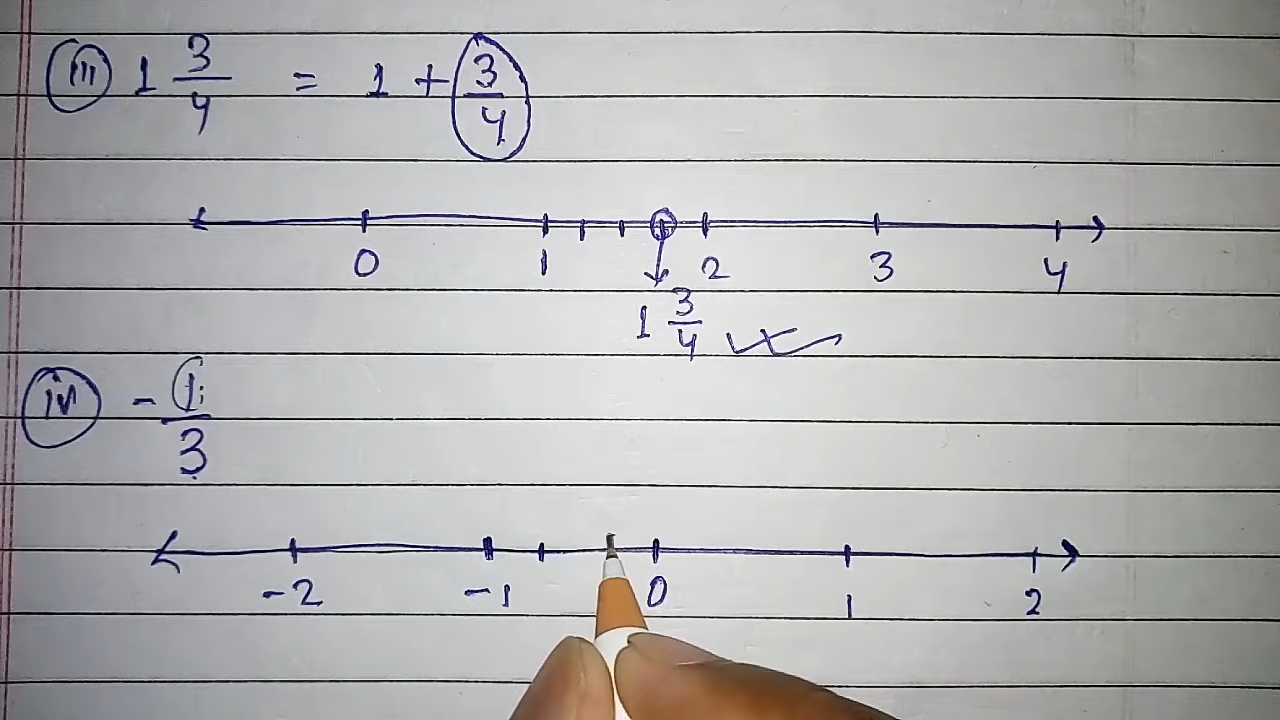 (iii) 1 3/4 = 1 + 3/4
0 1 2 3 4
1 3/4
(iv) -1/3
-2 -1 0 1 2